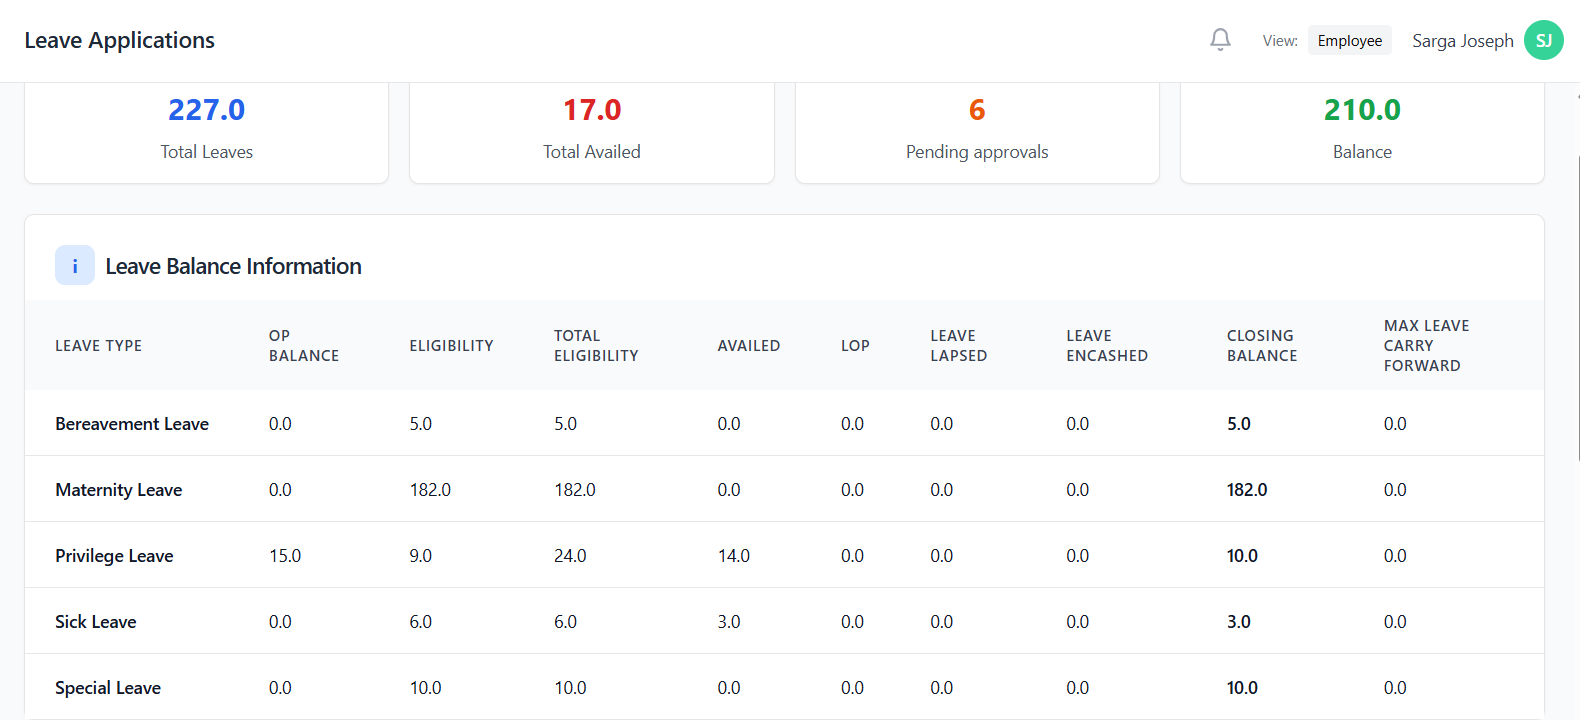 Leave Applications
View: Employee Sarga Joseph SJ
227.0 17.0 6 210.0
Total Leaves Total Availed Pending approvals Balance
i Leave Balance Information
LEAVE TYPE OP BALANCE ELIGIBILITY TOTAL ELIGIBILITY AVAILED LOP LEAVE LAPSED LEAVE ENCASHED CLOSING BALANCE MAX LEAVE CARRY FORWARD
Bereavement Leave 0.0 5.0 5.0 0.0 0.0 0.0 0.0 5.0 0.0
Maternity Leave 0.0 182.0 182.0 0.0 0.0 0.0 0.0 182.0 0.0
Privilege Leave 15.0 9.0 24.0 14.0 0.0 0.0 0.0 10.0 0.0
Sick Leave 0.0 6.0 6.0 3.0 0.0 0.0 0.0 3.0 0.0
Special Leave 0.0 10.0 10.0 0.0 0.0 0.0 0.0 10.0 0.0